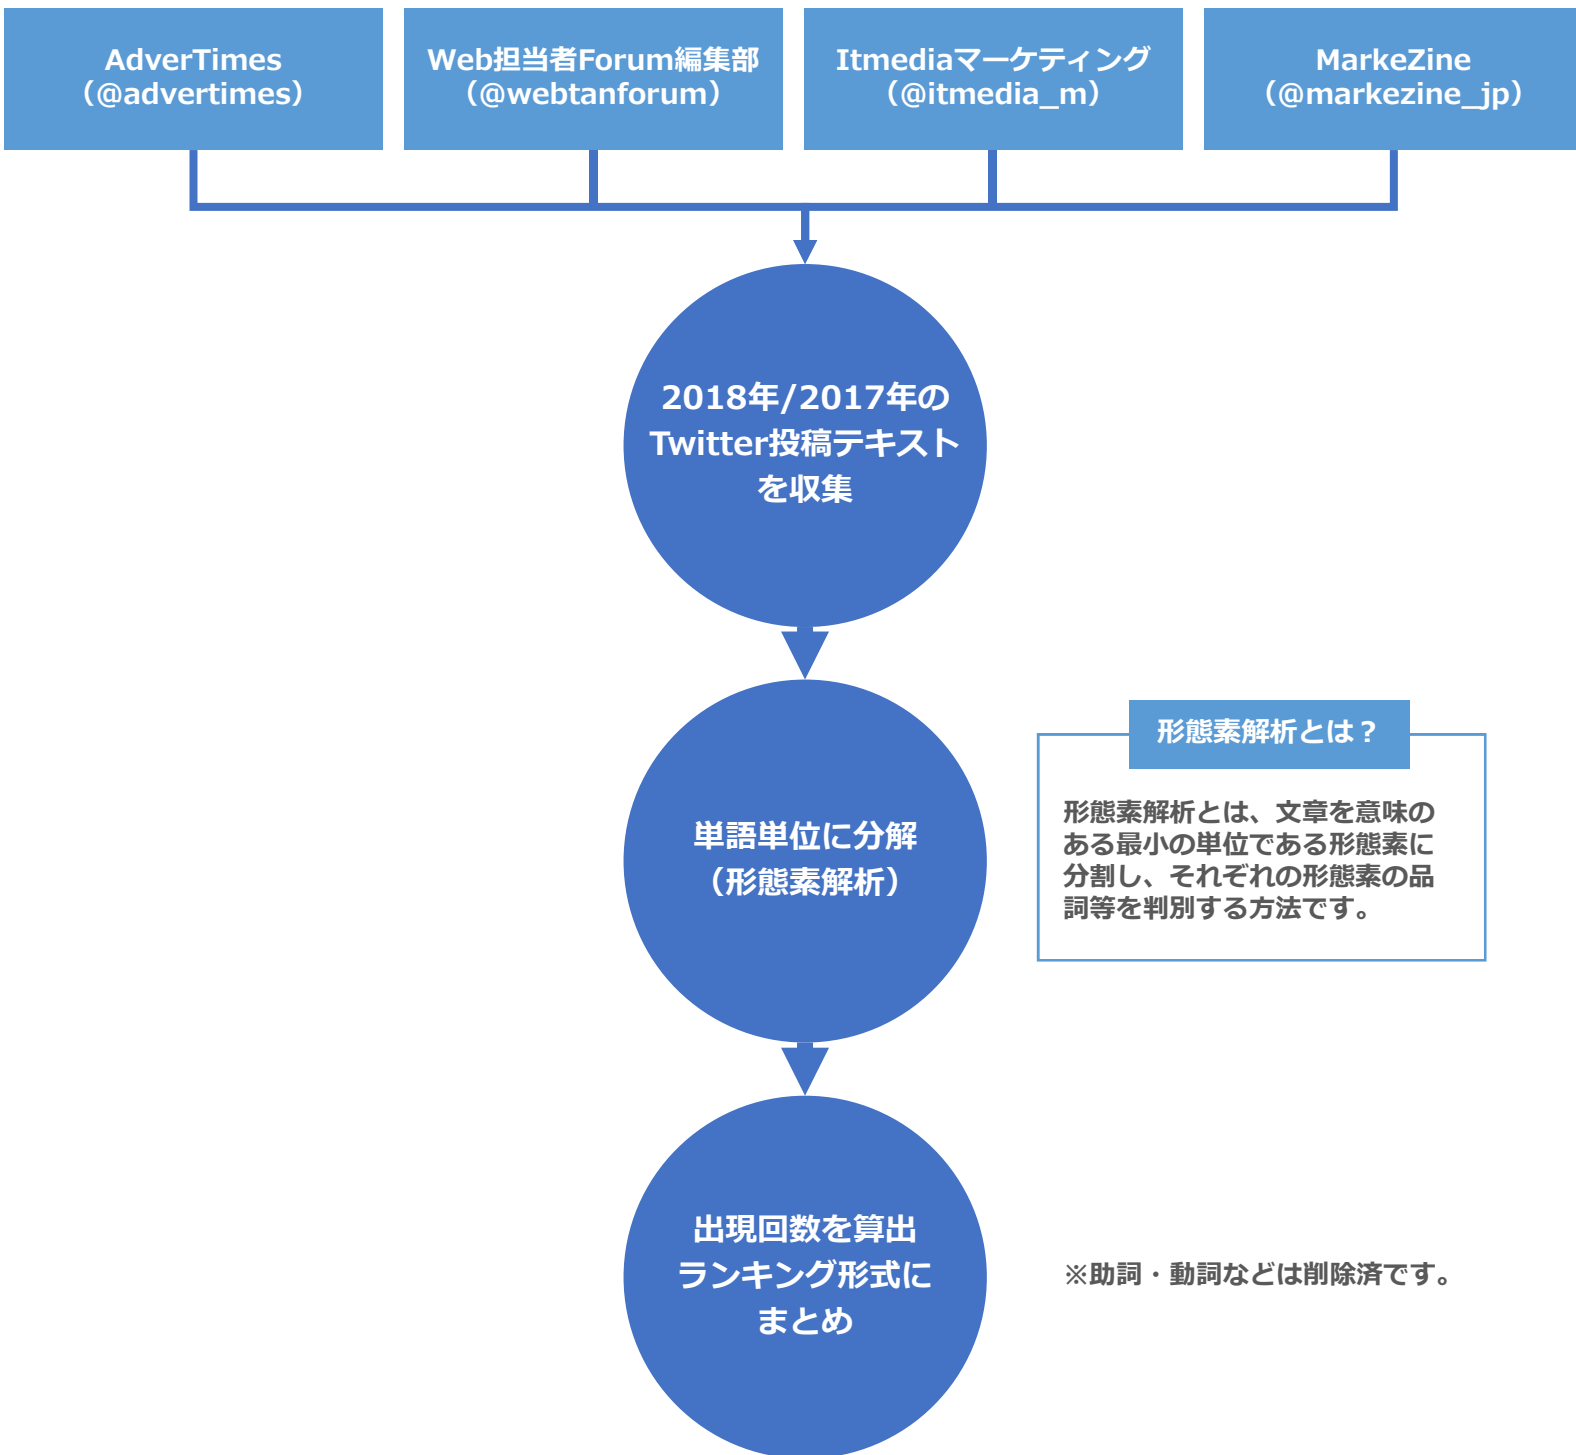 AdverTimes
（@advertimes）
Web担当者Forum編集部
（@webtanforum）
Itmediaマーケティング
（@itmedia_m）
MarkeZine
（@markezine_jp）
2018年/2017年の
Twitter投稿テキスト
を収集
単語単位に分解
（形態素解析）
形態素解析とは？
形態素解析とは、文章を意味の
ある最小の単位である形態素に
分割し、それぞれの形態素の品
詞等を判別する方法です。
出現回数を算出
ランキング形式に
まとめ
※助詞・動詞などは削除済です。